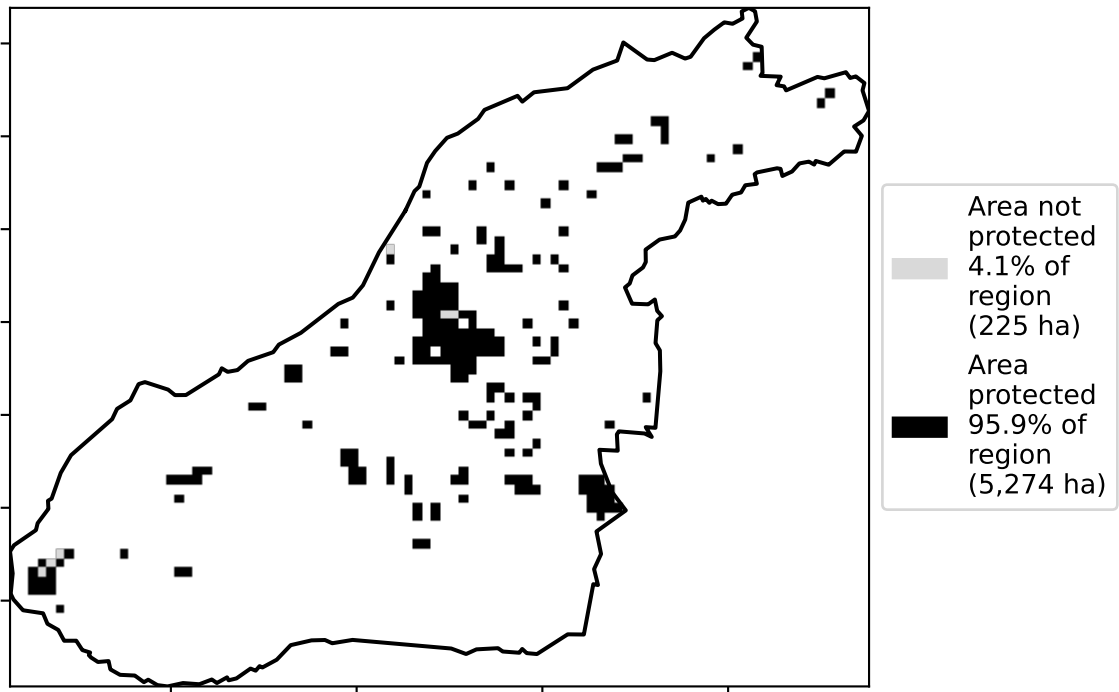 Area not
protected
4.1% of
region
(225 ha)
Area
protected
95.9% of
region
(5,274 ha)